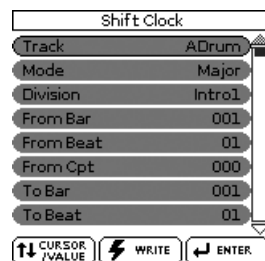 Shift Clock
Track ADrum
Mode Major
Division Intro1
From Bar 001
From Beat 01
From Cpt 000
To Bar 001
To Beat 01
CURSOR /VALUE WRITE ENTER